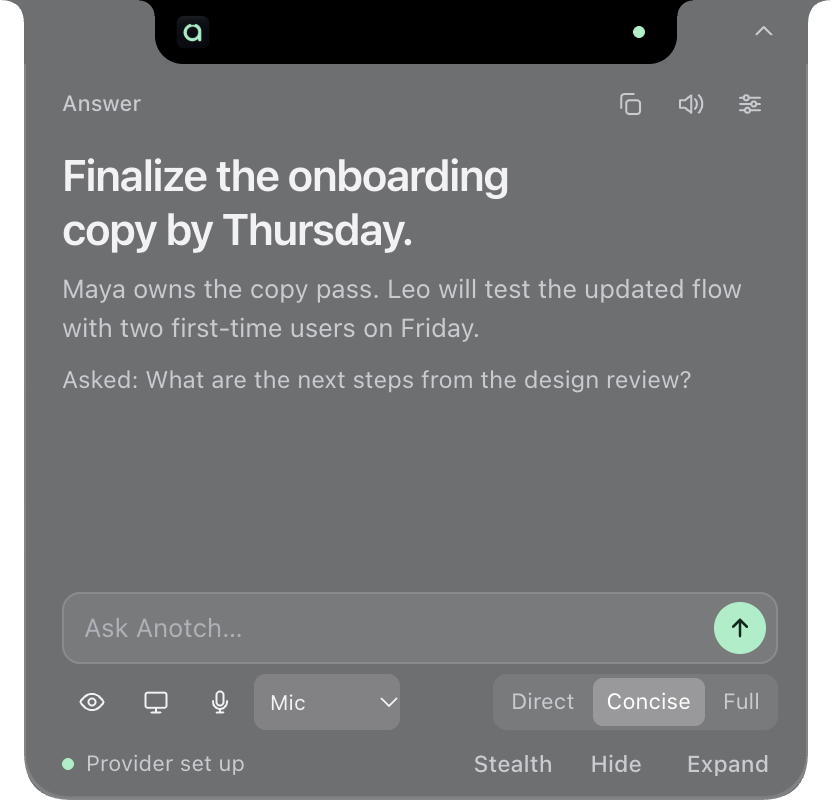 Answer
Finalize the onboarding
copy by Thursday.
Maya owns the copy pass. Leo will test the updated flow
with two first-time users on Friday.
Asked: What are the next steps from the design review?
Ask Anotch...
Mic
Direct Concise Full
Provider set up Stealth Hide Expand